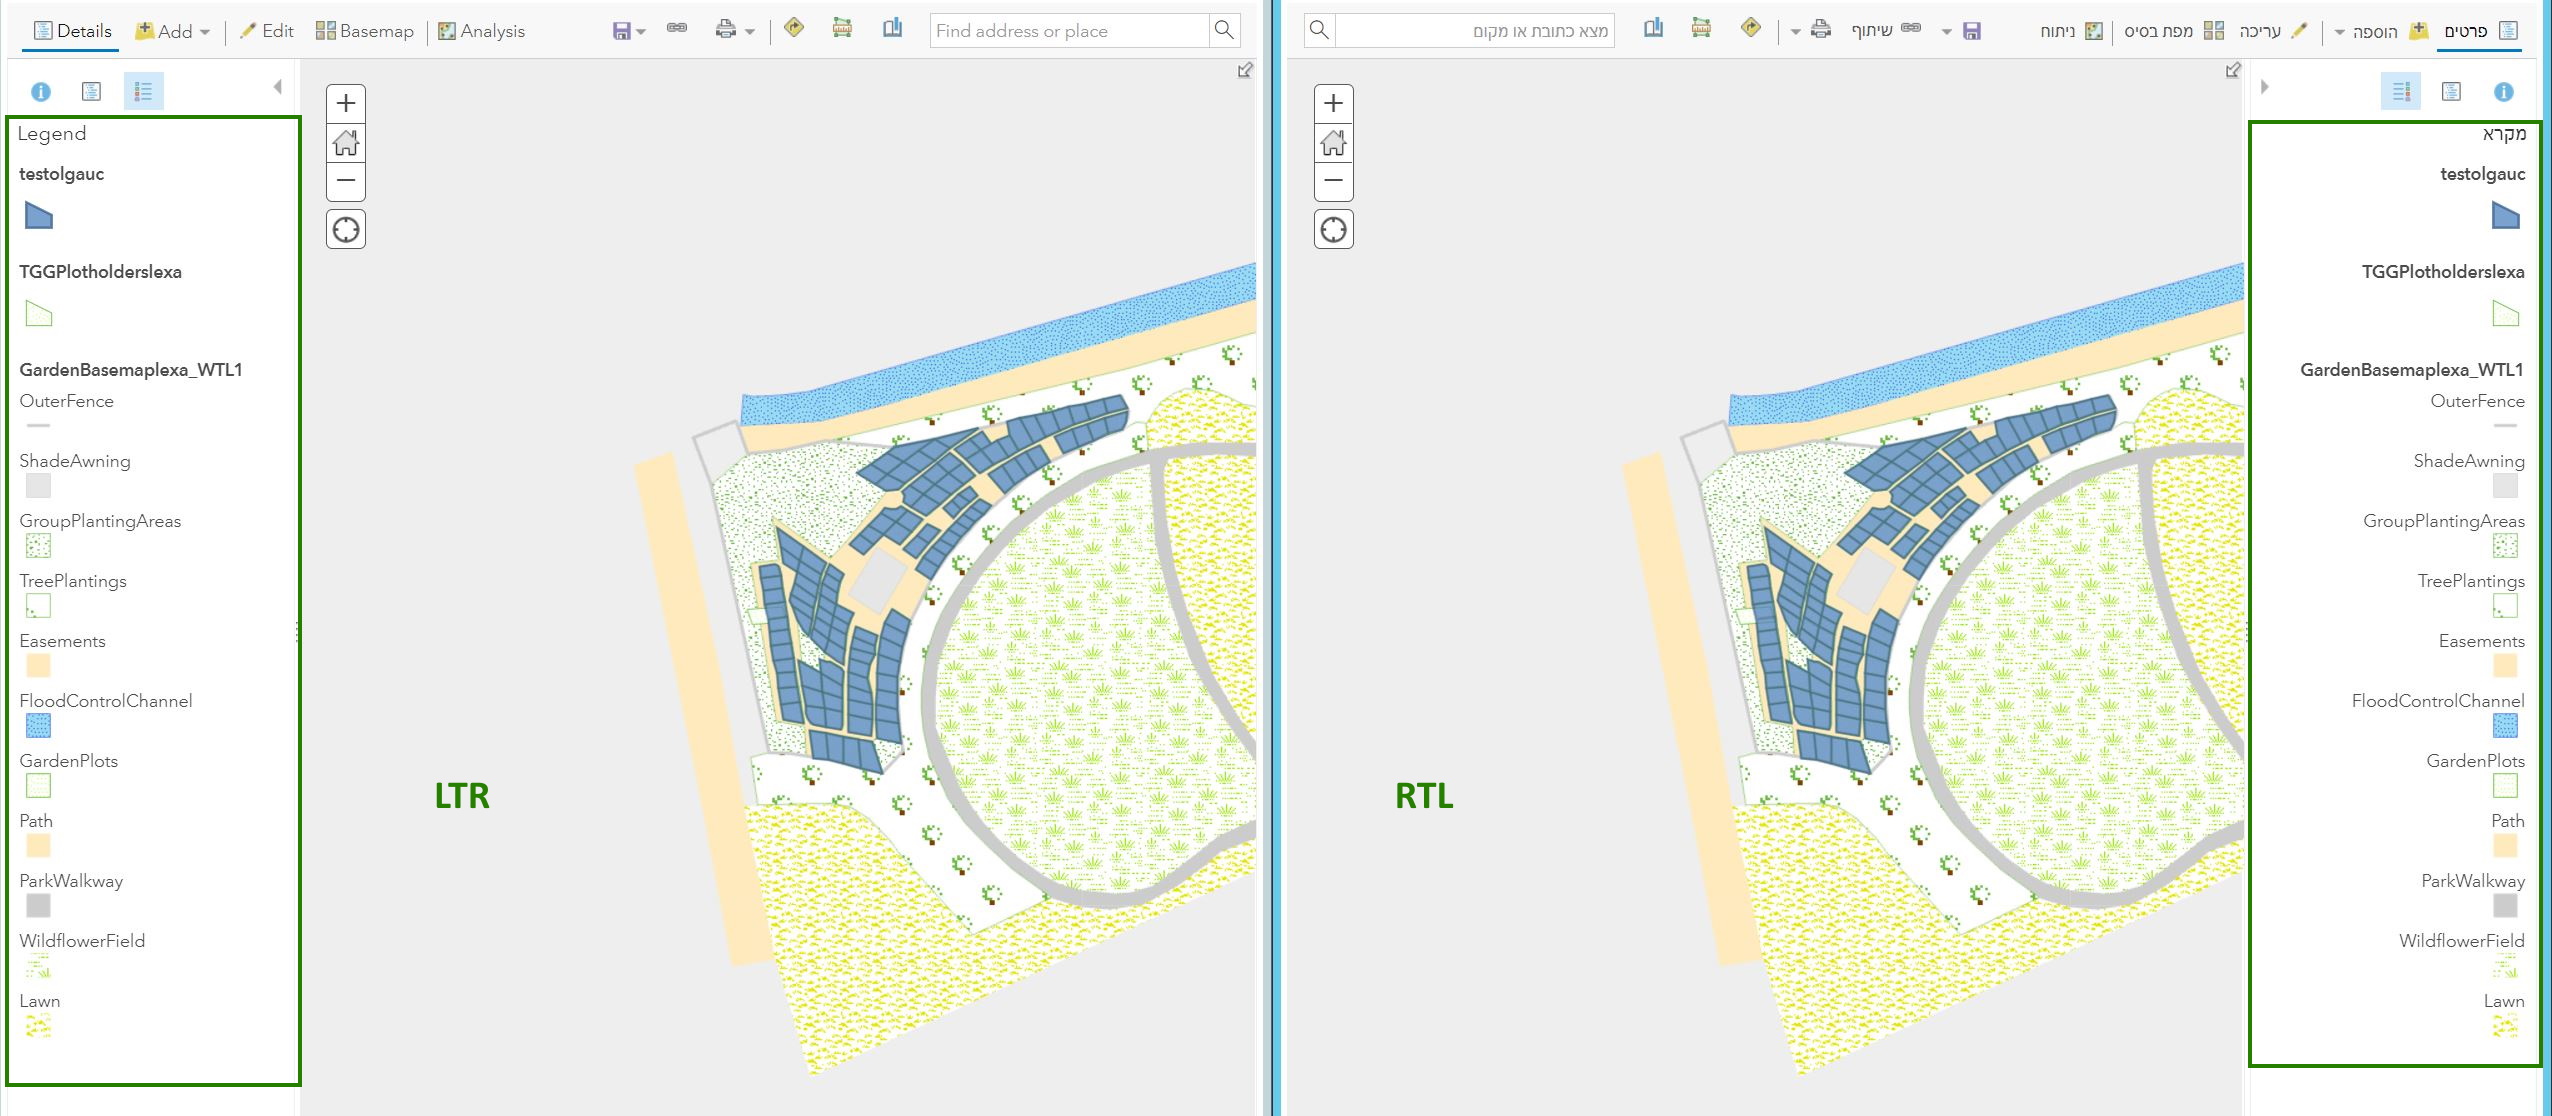 Details Add Edit Basemap Analysis Find address or place
Legend
testolgauc
TGGPlotholderslexa
GardenBasemaplexa_WTL1
OuterFence
ShadeAwning
GroupPlantingAreas
TreePlantings
Easements
FloodControlChannel
GardenPlots
Path
ParkWalkway
WildflowerField
Lawn
LTR
פרטים הוספה עריכה מפת בסיס ניתוח שיתוף מצא כתובת או מקום
מקרא
testolgauc
TGGPlotholderslexa
GardenBasemaplexa_WTL1
OuterFence
ShadeAwning
GroupPlantingAreas
TreePlantings
Easements
FloodControlChannel
GardenPlots
Path
ParkWalkway
WildflowerField
Lawn
RTL